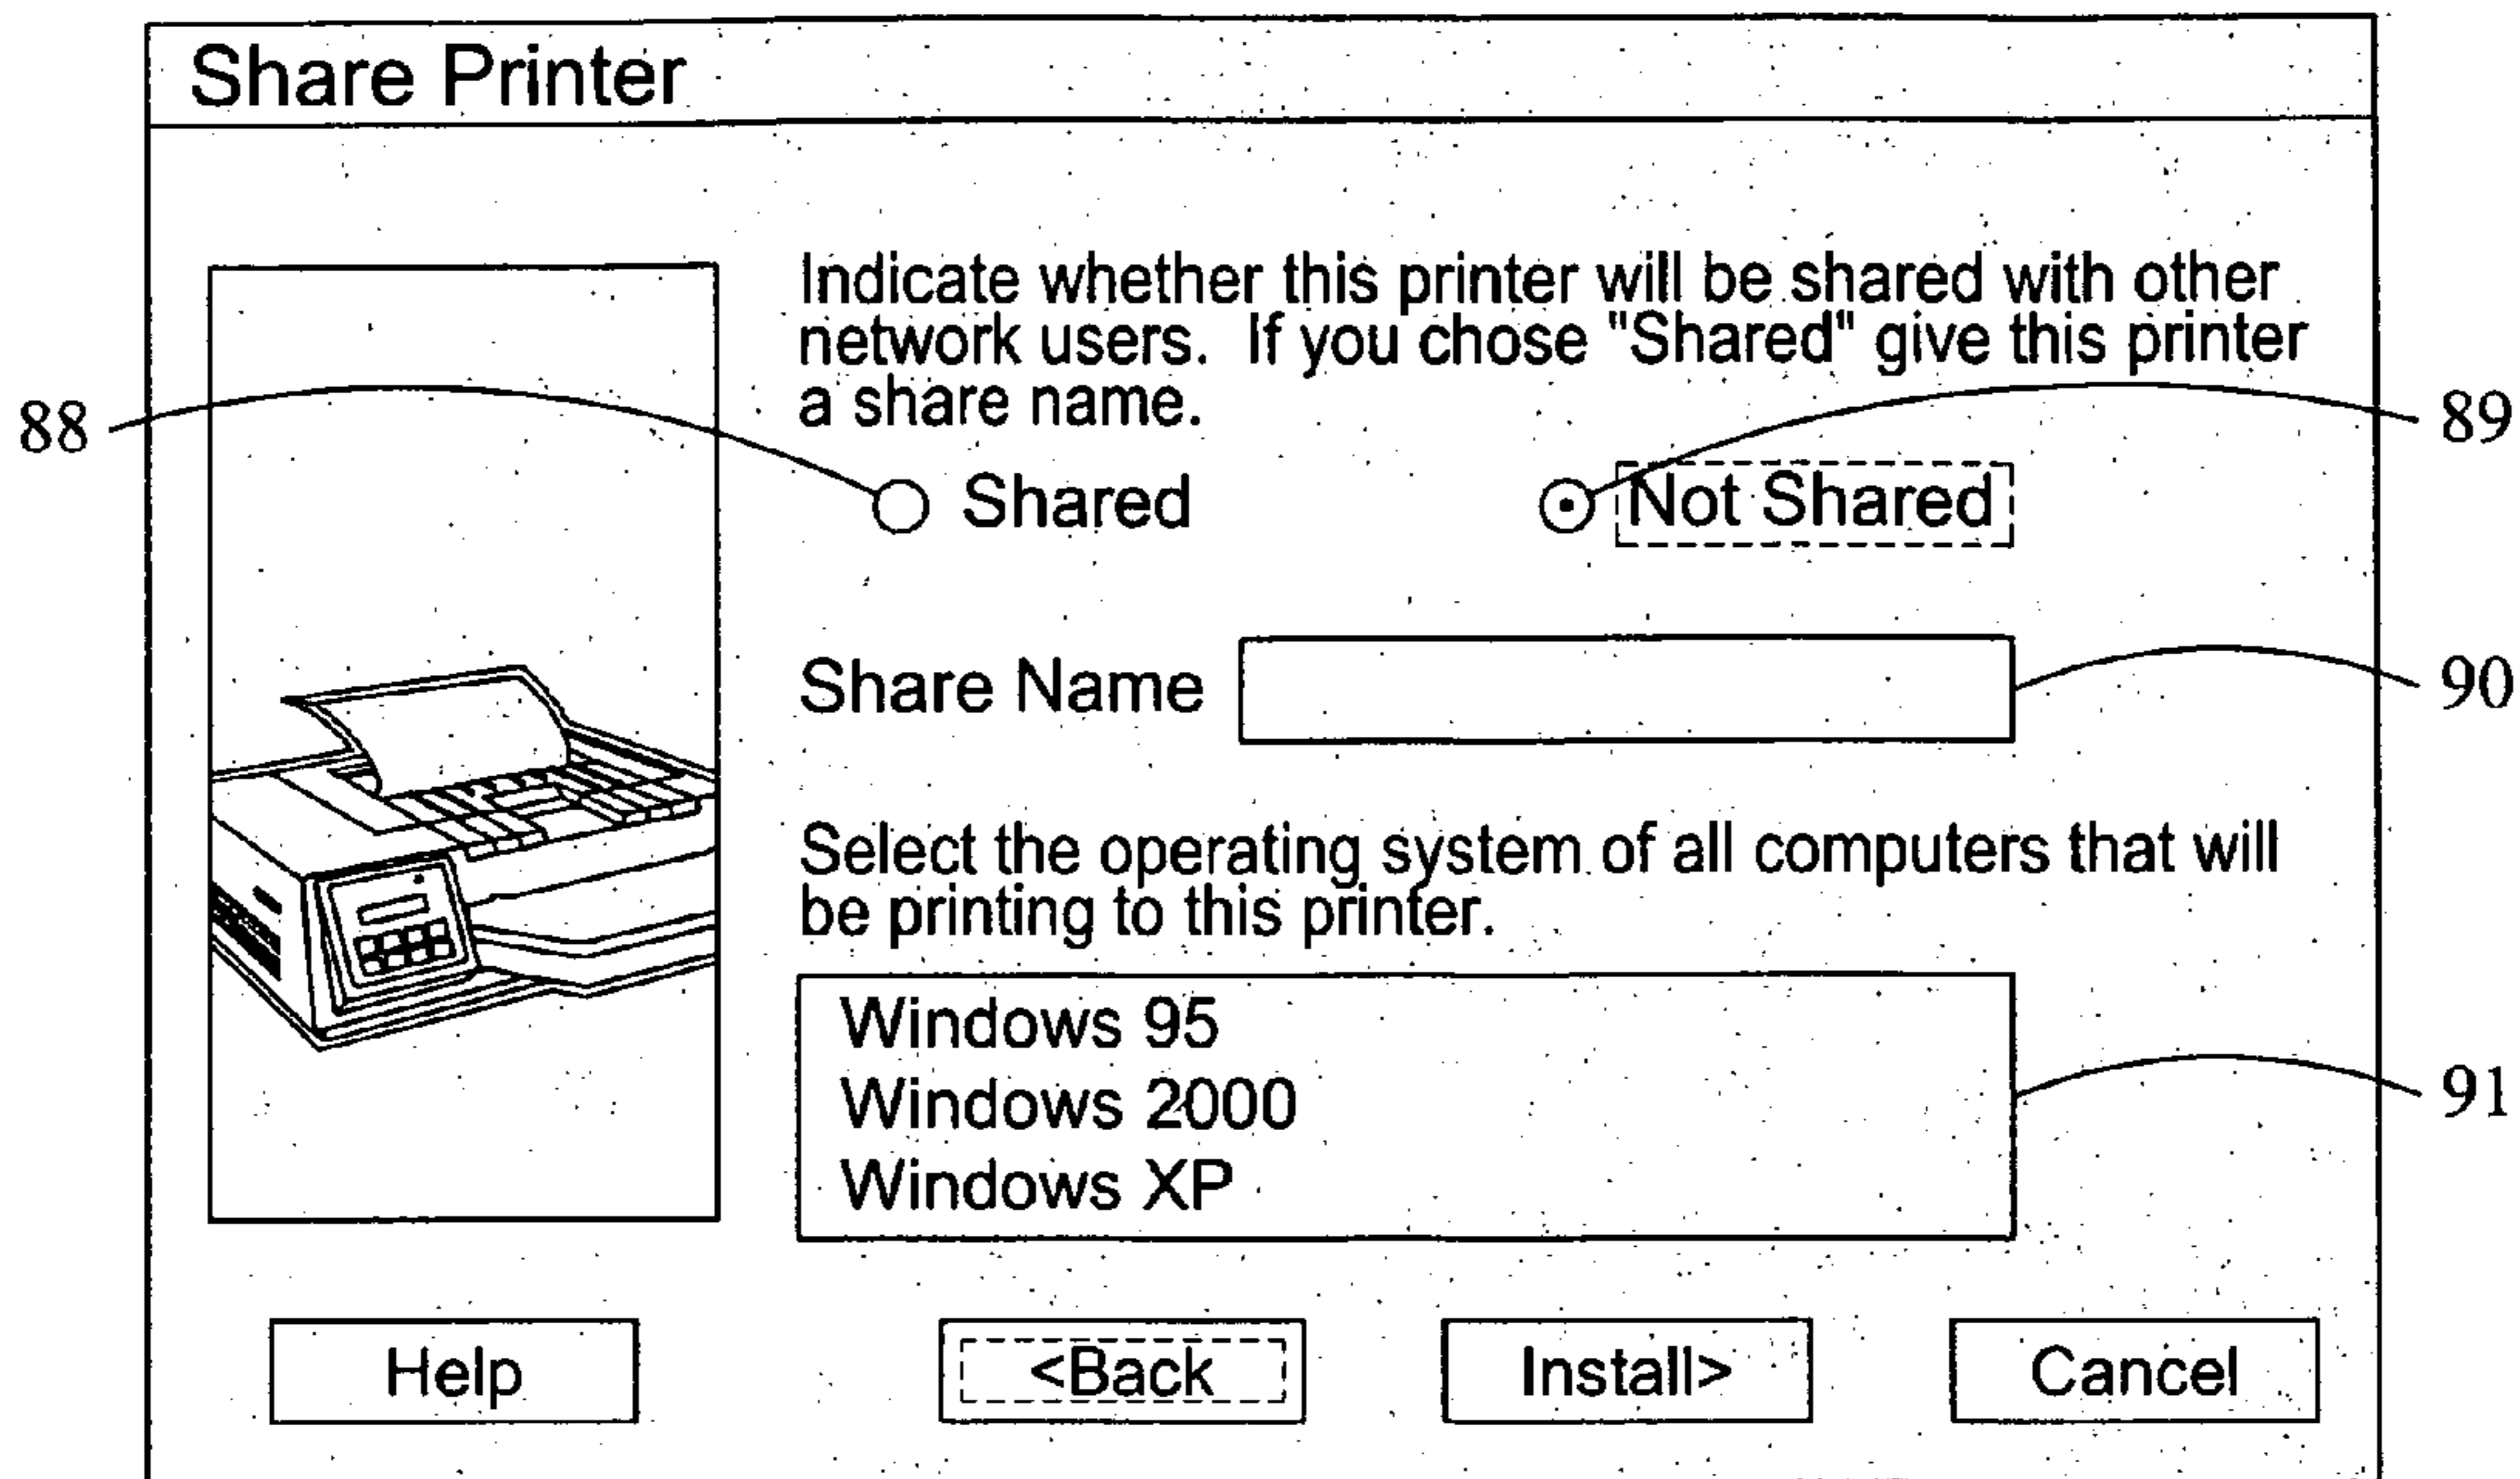 Share Printer
Indicate whether this printer will be shared with other
network users. If you chose "Shared" give this printer
a share name.
88
89
Shared
Not Shared
Share Name
90
Select the operating system of all computers that will
be printing to this printer.
Windows 95
Windows 2000
91
Windows XP
Help
<Back
Install>
Cancel